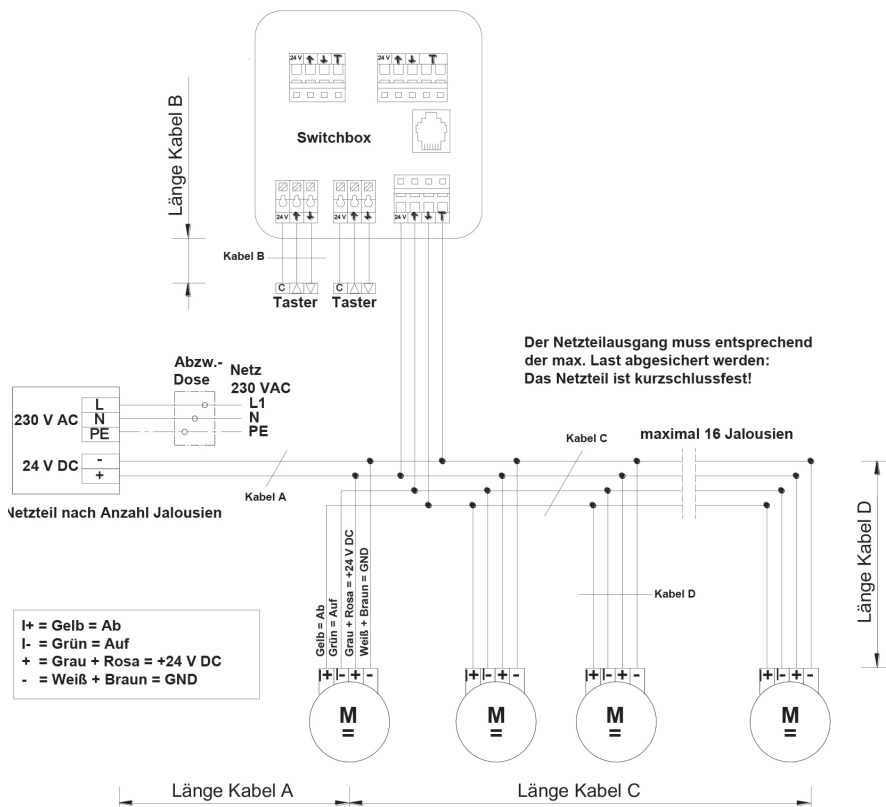 24 V
24 V
Switchbox
Länge Kabel B
24 V
24 V
24 V
Kabel B
C
C
Taster
Taster
Der Netzteilausgang muss entsprechend
der max. Last abgesichert werden:
Das Netzteil ist kurzschlussfest!
Abzw.-
Dose
Netz
230 VAC
230 V AC
L
N
PE
L1
N
PE
24 V DC
-
+
Kabel A
Kabel C
maximal 16 Jalousien
Netzteil nach Anzahl Jalousien
Länge Kabel D
Gelb = Ab
Grün = Auf
Grau + Rosa = +24 V DC
Weiß + Braun = GND
Kabel D
I+ = Gelb = Ab
I- = Grün = Auf
+ = Grau + Rosa = +24 V DC
- = Weiß + Braun = GND
I+ I- + -
I+ I- + -
I+ I- + -
I+ I- + -
M
=
M
=
M
=
M
=
Länge Kabel A
Länge Kabel C